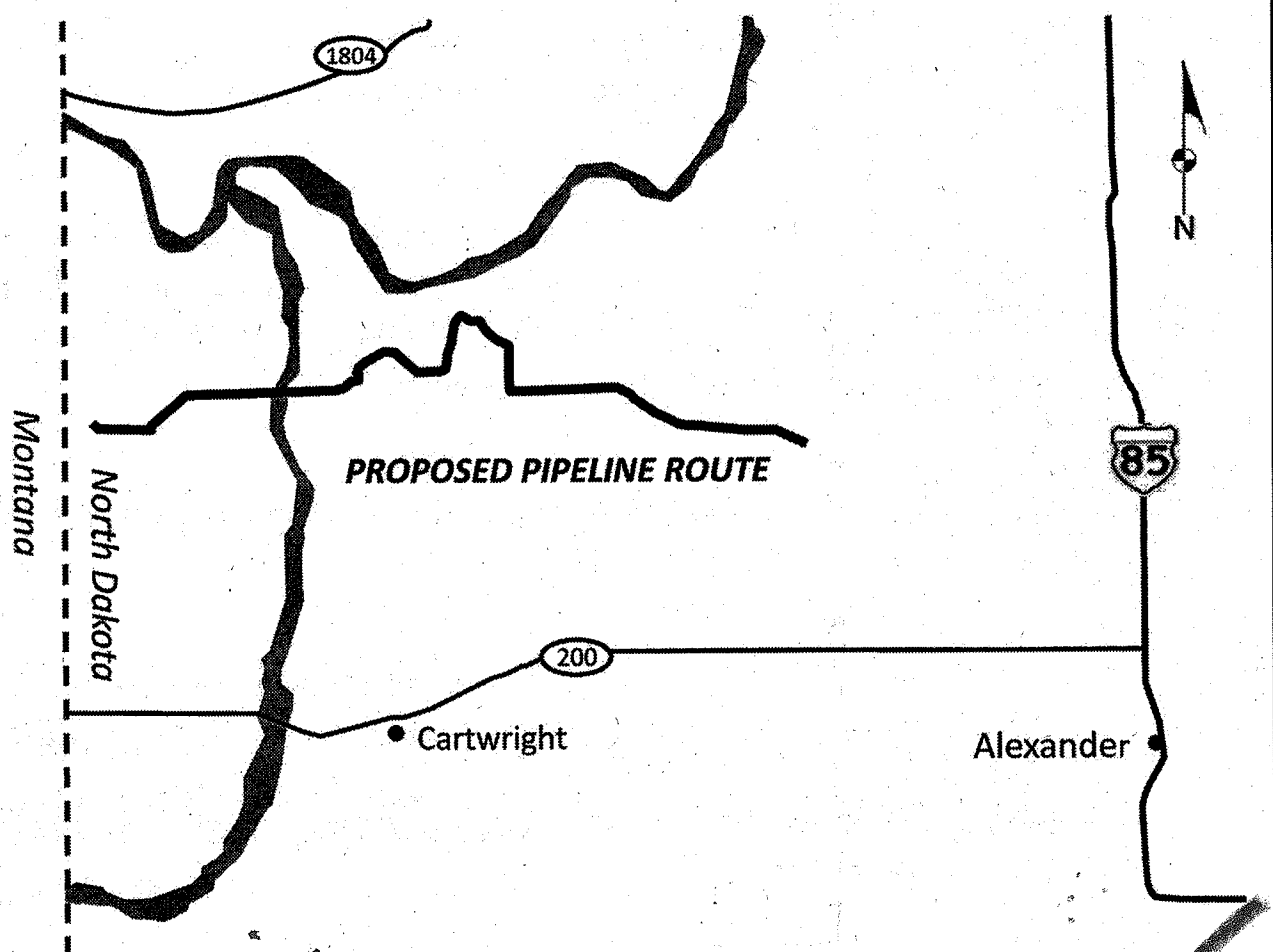 1804
N
Montana
North Dakota
PROPOSED PIPELINE ROUTE
85
200
Cartwright
Alexander